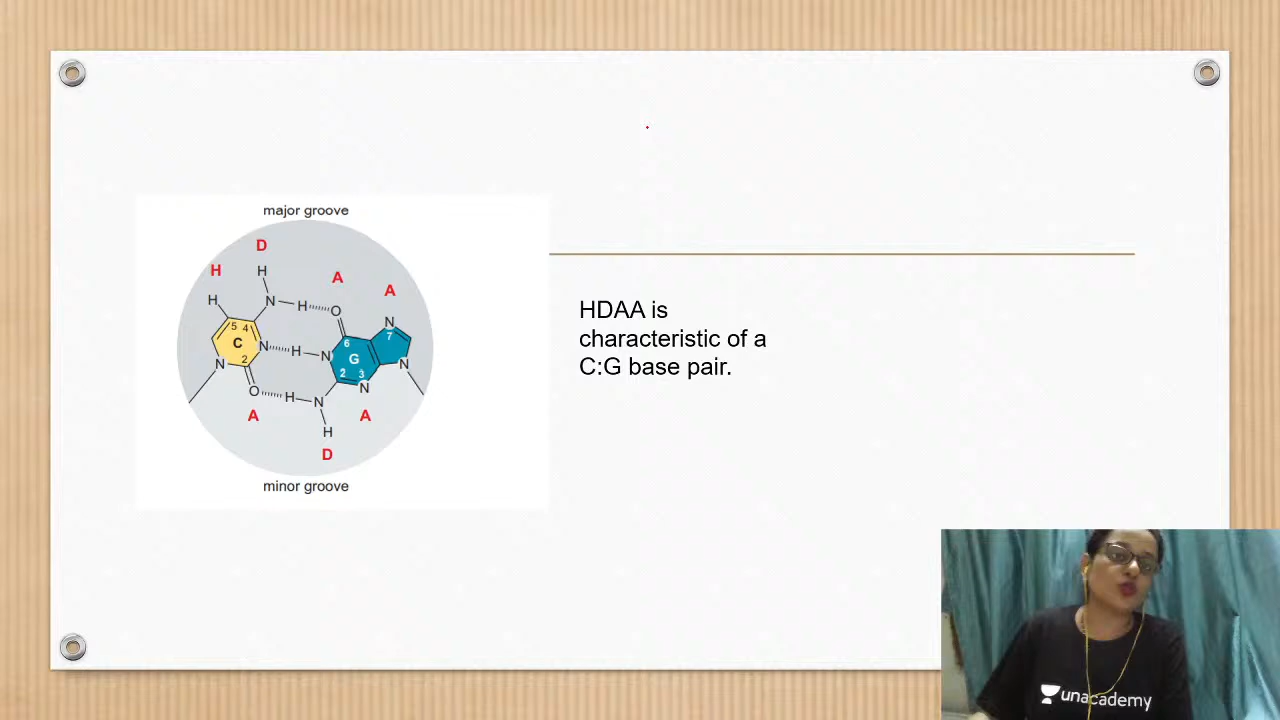 major groove
D
H
H
A
A
H
N
H
O
N
7
5
4
6
C
N
H
N
G
2
2
3
N
N
N
O
H
N
A
A
H
D
minor groove
HDAA is
characteristic of a
C:G base pair.
unacademy